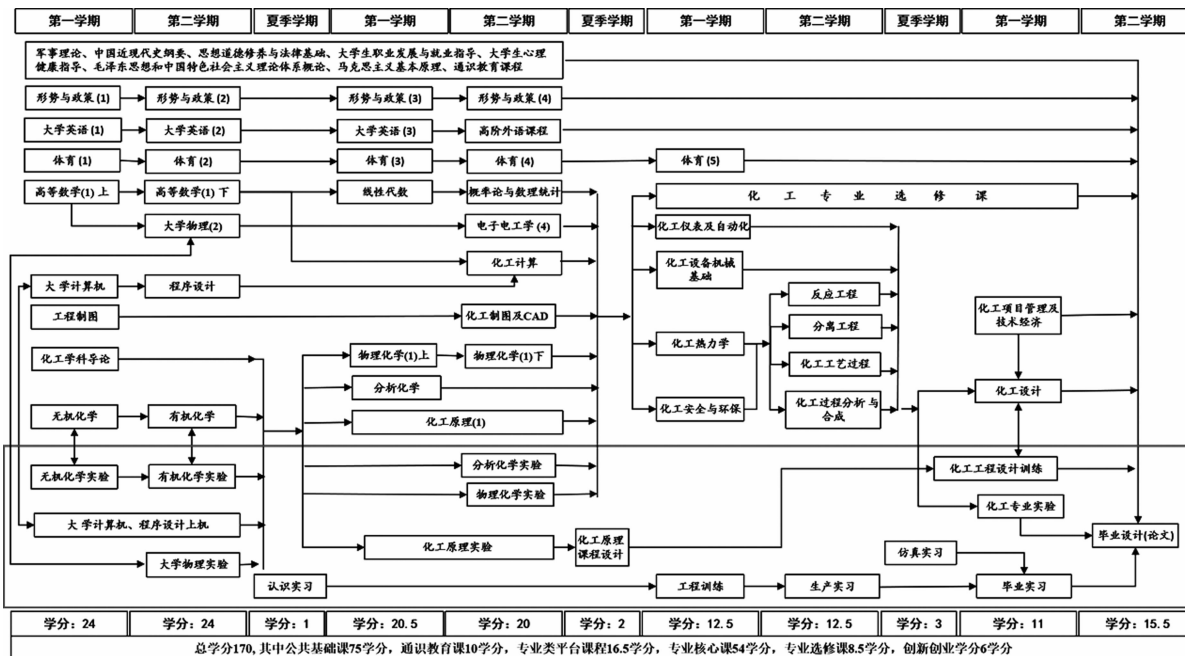 第一学期 第二学期 夏季学期 第一学期 第二学期 夏季学期 第一学期 第二学期 夏季学期 第一学期 第二学期
军事理论、中国近现代史纲要、思想道德修养与法律基础、大学生职业发展与就业指导、大学生心理
健康指导、毛泽东思想和中国特色社会主义理论体系概论、马克思主义基本原理、通识教育课程
形势与政策(1) 形势与政策(2) 形势与政策(3) 形势与政策(4)
大学英语(1) 大学英语(2) 大学英语(3) 高阶外语课程
体育(1) 体育(2) 体育(3) 体育(4) 体育(5)
高等数学(1)上 高等数学(1)下 线性代数 概率论与数理统计 化工专业选修课
大学物理(2) 电子电工学(4) 化工仪表及自动化
化工计算 化工设备机械
基础
大学计算机 程序设计 反应工程
工程制图 化工制图及CAD 分离工程 化工项目管理及
技术经济
化工学科导论 物理化学(1)上 物理化学(1)下 化工热力学 化工工艺过程
分析化学 化工设计
无机化学 有机化学 化工原理(1) 化工安全与环保 化工过程分析与
合成
无机化学实验 有机化学实验 分析化学实验 化工工程设计训练
物理化学实验 化工专业实验
大学计算机、程序设计上机 毕业设计(论文)
化工原理实验 化工原理
课程设计 仿真实习
大学物理实验
认识实习 工程训练 生产实习 毕业实习
学分：24 学分：24 学分：1 学分：20.5 学分：20 学分：2 学分：12.5 学分：12.5 学分：3 学分：11 学分：15.5
总学分170,其中公共基础课75学分，通识教育课10学分，专业类平台课程16.5学分，专业核心课54学分，专业选修课8.5学分，创新创业学分6学分